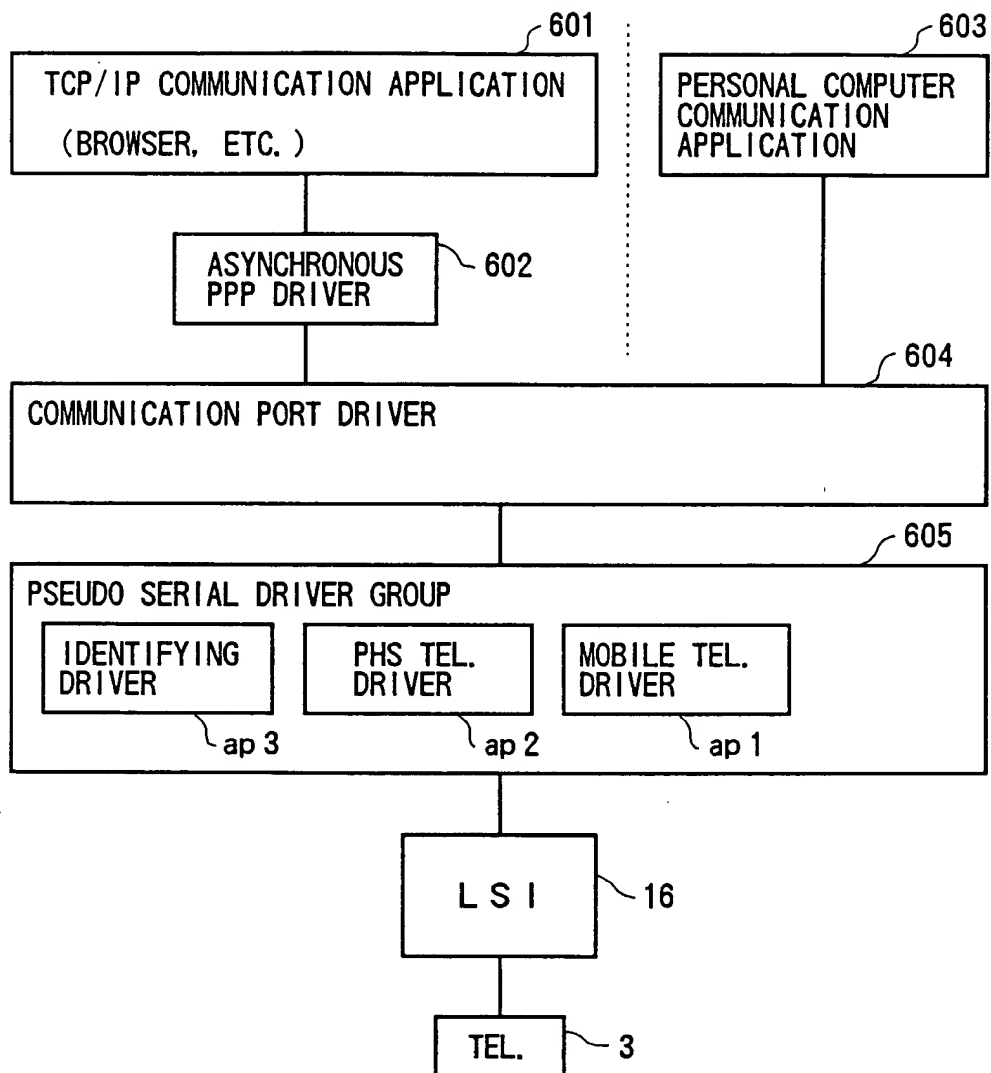 601
603
TCP/IP COMMUNICATION APPLICATION
(BROWSER, ETC.)
PERSONAL COMPUTER
COMMUNICATION
APPLICATION
ASYNCHRONOUS
PPP DRIVER
602
604
COMMUNICATION PORT DRIVER
605
PSEUDO SERIAL DRIVER GROUP
IDENTIFYING
DRIVER
PHS TEL.
DRIVER
MOBILE TEL.
DRIVER
ap 3
ap 2
ap 1
LSI
16
TEL.
3